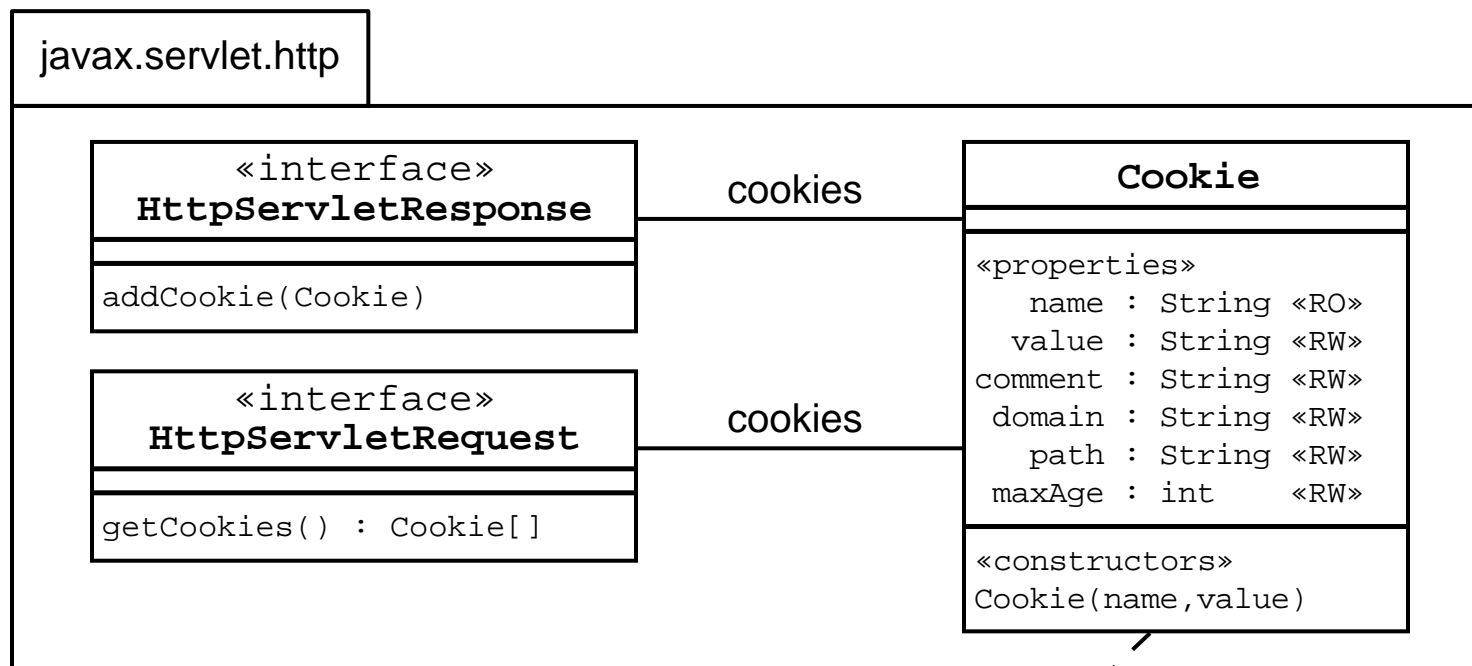 javax.servlet.http
«interface»
HttpServletResponse
addCookie(Cookie)
cookies
«interface»
HttpServletRequest
getCookies() : Cookie[]
cookies
Cookie
«properties»
name : String «RO»
value : String «RW»
comment : String «RW»
domain : String «RW»
path : String «RW»
maxAge : int «RW»
«constructors»
Cookie(name,value)